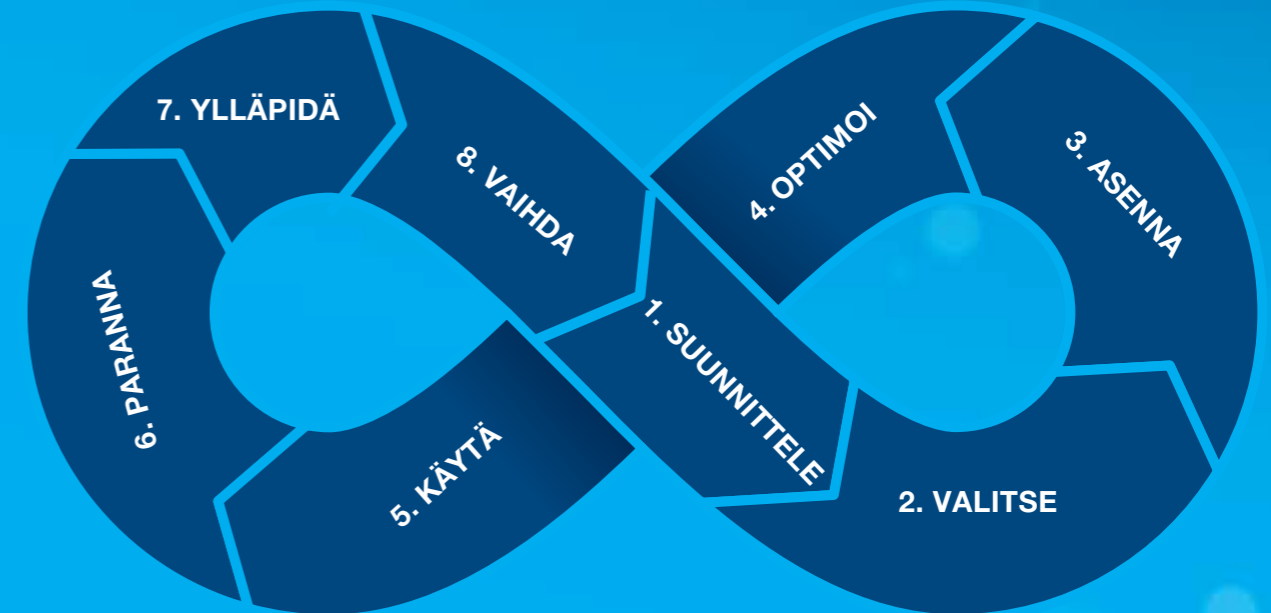 1. SUUNNITTELE
2. VALITSE
3. ASENNA
4. OPTIMOI
5. KÄYTÄ
6. PARANNA
7. YLLÄPIDÄ
8. VAIHDA